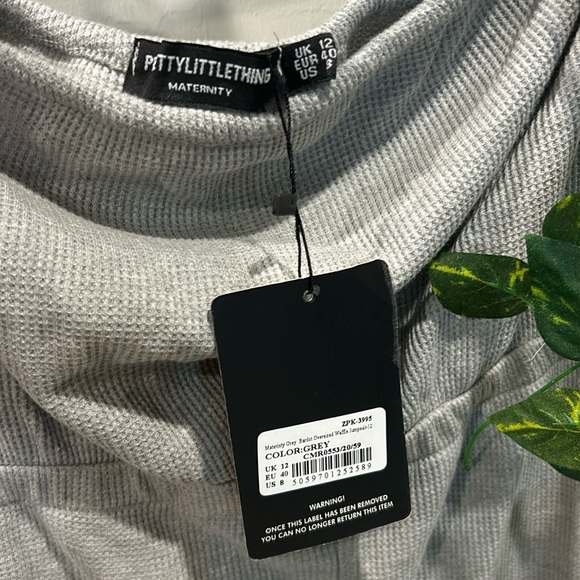 PITTYLITTLETHING
MATERNITY
UK 12
EUR 40
US 8
ZPK-3995
Maternity Grey Bardot Oversized Waffle Jumpsuit-12
COLOR:GREY
CMR0553/20/59
UK 12
EU 40
US 8
5059701252589
WARNING!
ONCE THIS LABEL HAS BEEN REMOVED
YOU CAN NO LONGER RETURN THIS ITEM